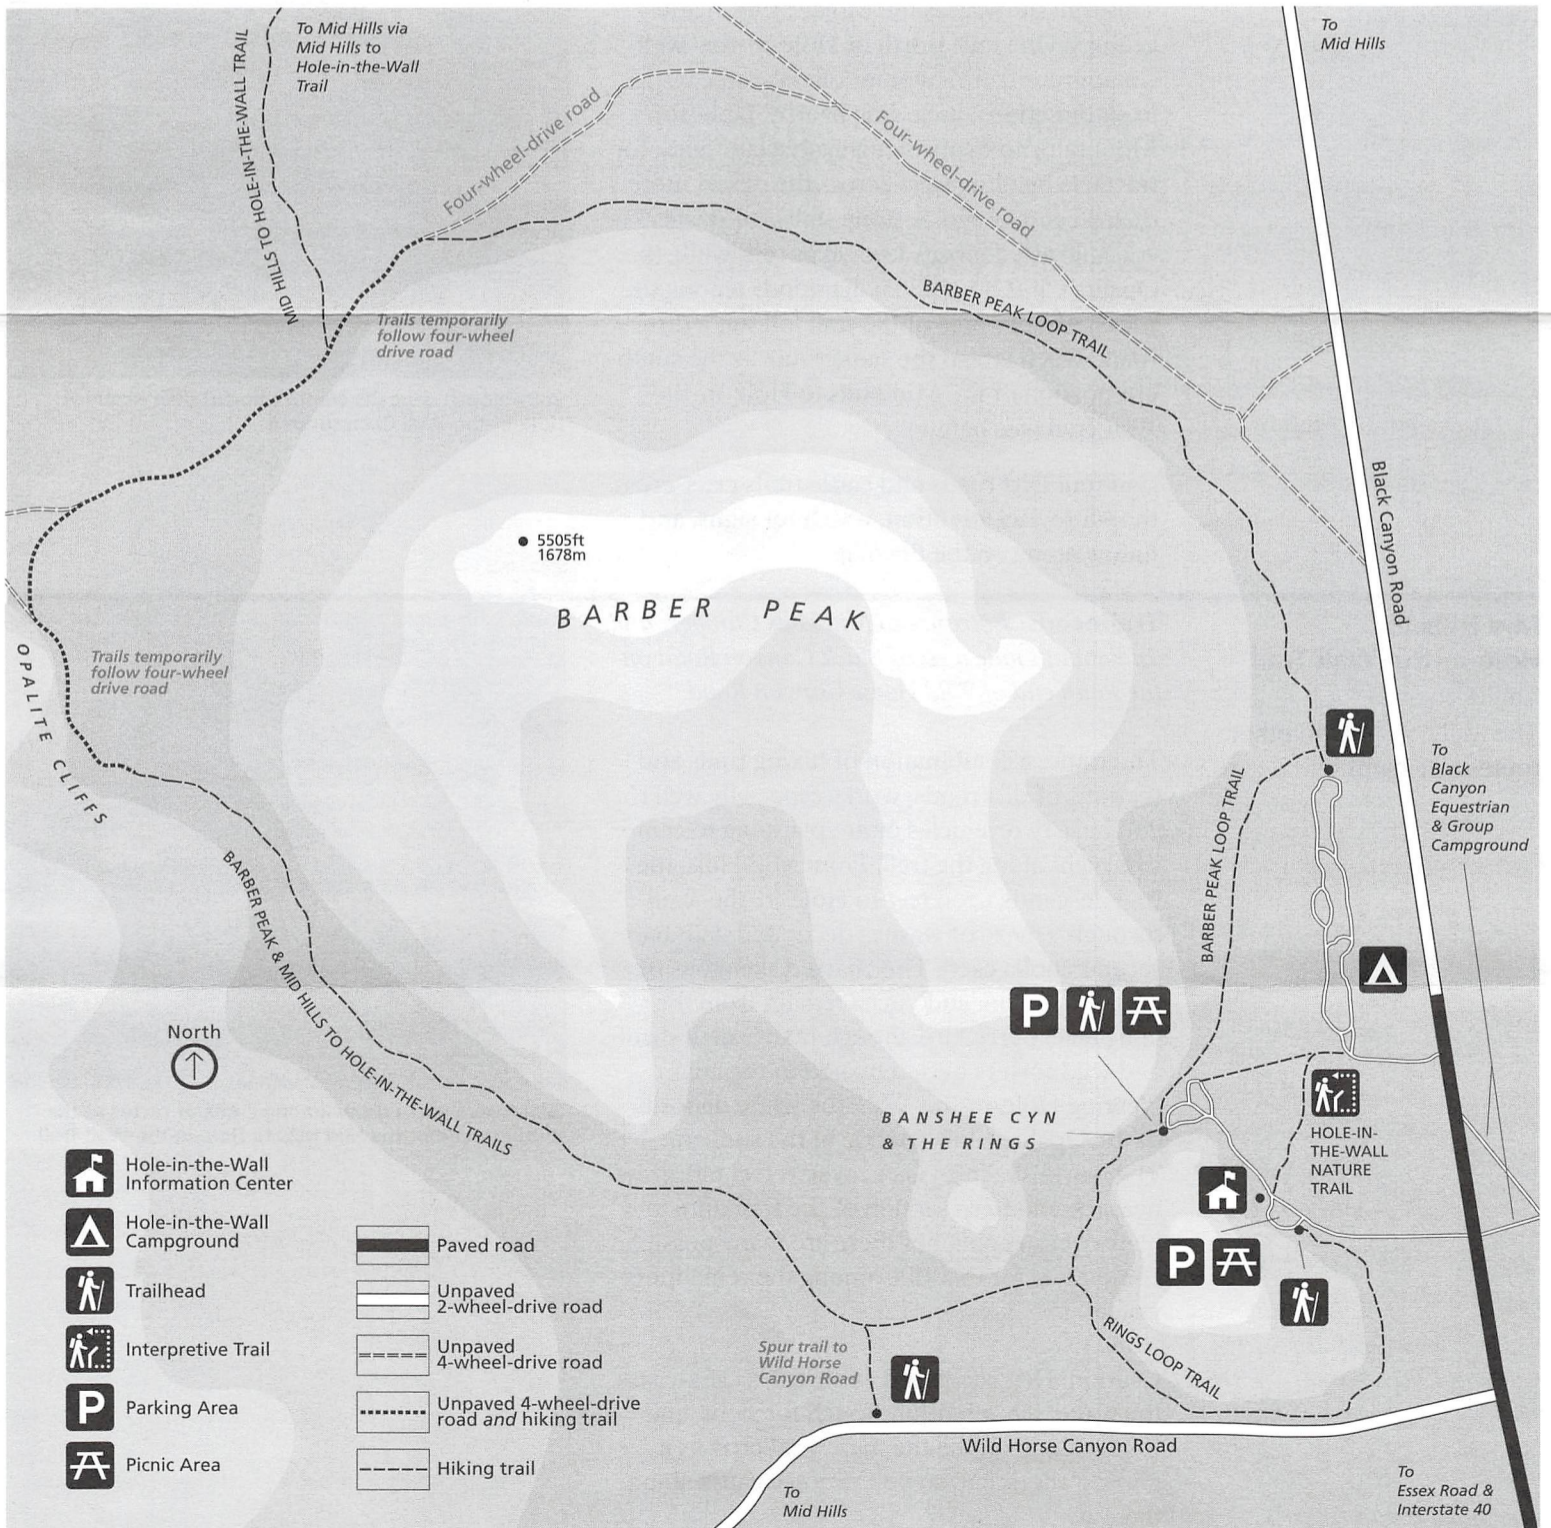 To Mid Hills via
Mid Hills to
Hole-in-the-Wall
Trail
To
Mid Hills
MID HILLS TO HOLE-IN-THE-WALL TRAIL
Four-wheel-drive road
Four-wheel-drive road
BARBER PEAK LOOP TRAIL
Trails temporarily
follow four-wheel
drive road
Black Canyon Road
5505ft
1678m
BARBER PEAK
OPALITE CLIFFS
Trails temporarily
follow four-wheel
drive road
To
Black
Canyon
Equestrian
& Group
Campground
BARBER PEAK LOOP TRAIL
BARBER PEAK & MID HILLS TO HOLE-IN-THE-WALL TRAILS
P
North
BANSHEE CYN
& THE RINGS
HOLE-IN-
THE-WALL
NATURE
TRAIL
P
RINGS LOOP TRAIL
Spur trail to
Wild Horse
Canyon Road
Wild Horse Canyon Road
To
Mid Hills
To
Essex Road &
Interstate 40
Hole-in-the-Wall
Information Center
Hole-in-the-Wall
Campground
Trailhead
Interpretive Trail
P
Parking Area
Picnic Area
Paved road
Unpaved
2-wheel-drive road
Unpaved
4-wheel-drive road
Unpaved 4-wheel-drive
road and hiking trail
Hiking trail